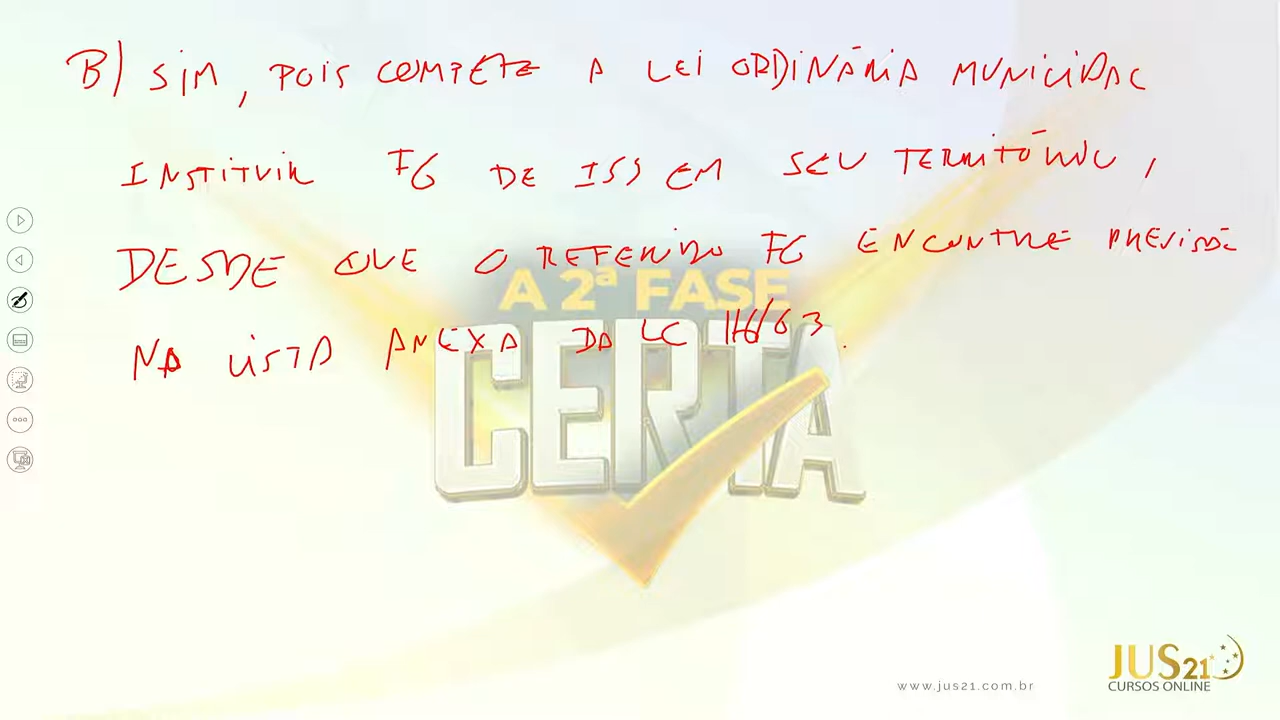 B) SIM, POIS COMPETE A LEI ORDINÁRIA MUNICIPAL
INSTITUIR FG DE ISS EM SEU TERRITÓRIO,
DESDE QUE O REFERIDO FG ENCONTRE PREVISÃO
NA LISTA ANEXA DA LC 116/03.
A 2ª FASE
CERTA
www.jus21.com.br
JUS21
CURSOS ONLINE